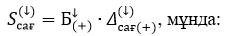 S_{сағ}^{(↓)} = Б_{(+)}^{↓} · Δ_{сағ(+)}^{(↓)}, мұнда: